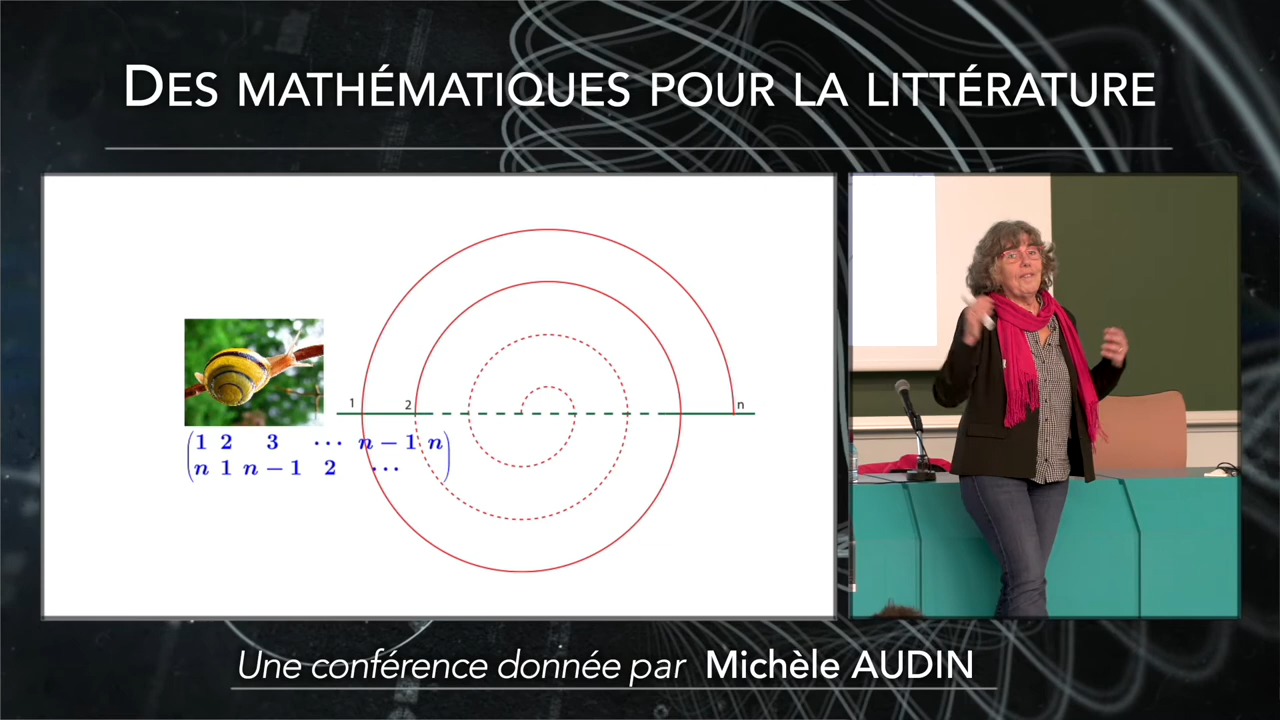 DES MATHÉMATIQUES POUR LA LITTÉRATURE
1 2 n
1 2 3 ⋯ n − 1 n
n 1 n − 1 2 ⋯
Une conférence donnée par Michèle AUDIN